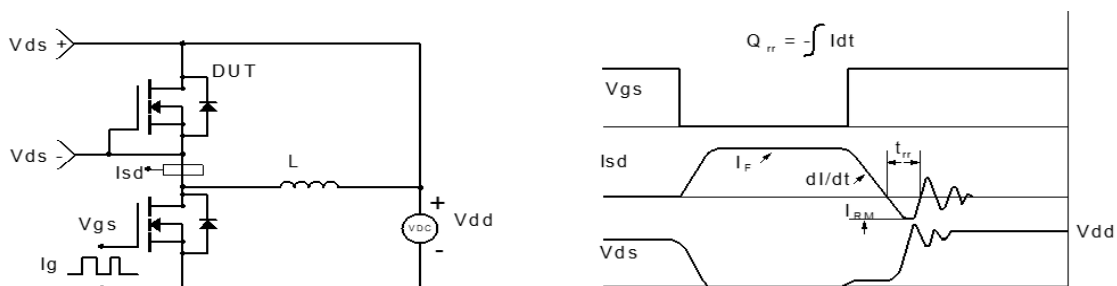 Vds +
DUT
Vds -
Isd
L
+
Vgs
VDC
Vdd
-
Ig
Q rr = -∫ Idt
Vgs
Isd
I F
dI/dt
t rr
I RM
Vds
Vdd